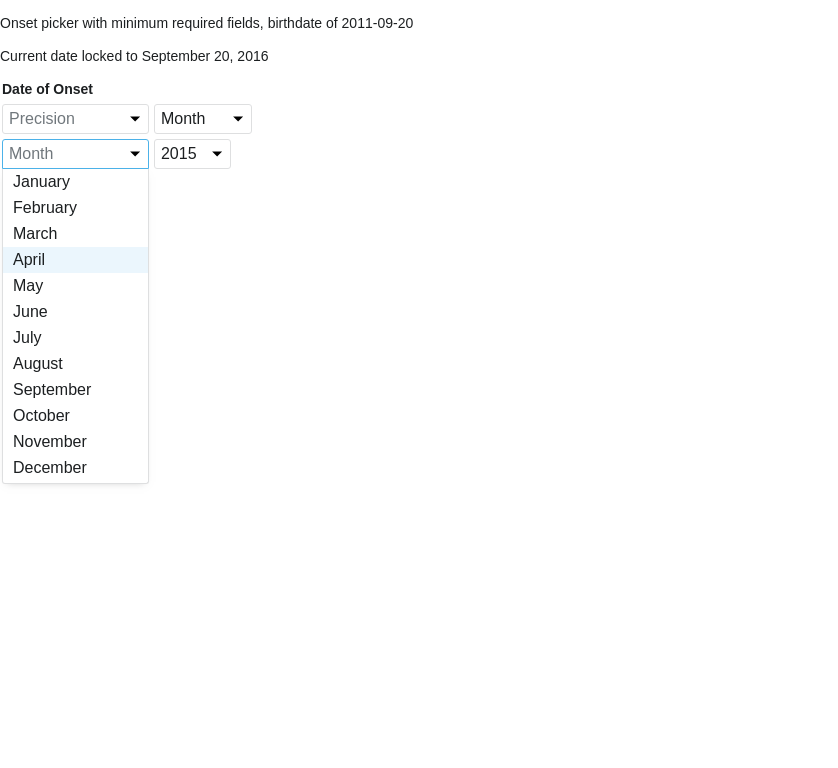 Onset picker with minimum required fields, birthdate of 2011-09-20
Current date locked to September 20, 2016
Date of Onset
Precision Month
Month 2015
January
February
March
April
May
June
July
August
September
October
November
December